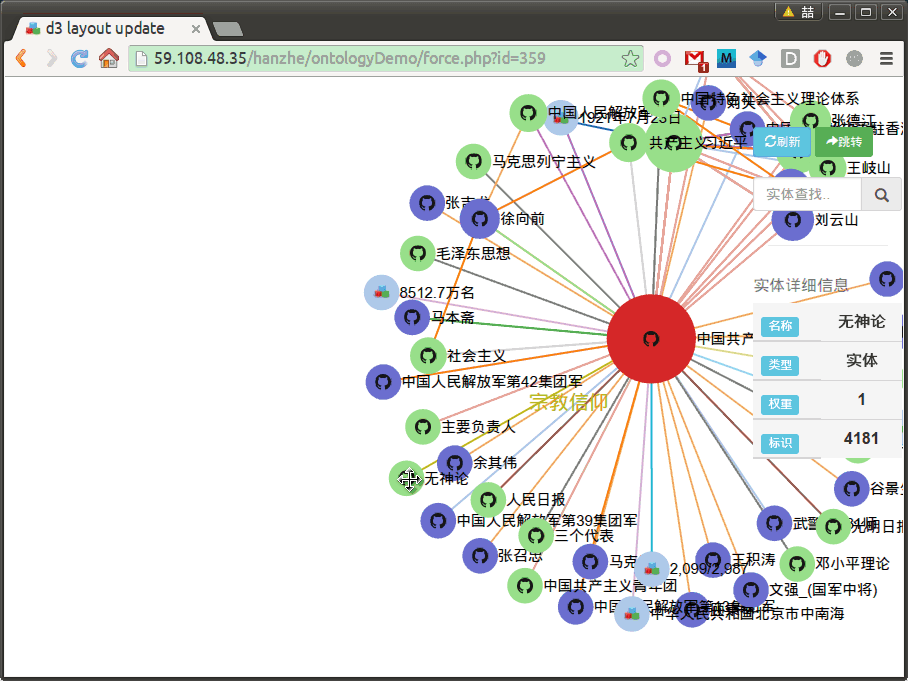 喆
d3 layout update
59.108.48.35/hanzhe/ontologyDemo/force.php?id=359
M
D
1
中国特色社会主义理论体系
中国人民解放
1921年7月23日
张德江
驻香
共产主义
习近平
刷新
跳转
马克思列宁主义
王岐山
实体查找..
张志
徐向前
刘云山
毛泽东思想
实体详细信息
8512.7万名
马本斋
名称 无神论
中国共产
社会主义
类型 实体
中国人民解放军第42集团军
宗教信仰
权重 1
主要负责人
标识 4181
余其伟
无神论
人民日报
谷景
中国人民解放军第39集团军
武警
师
光明日报
三个代表
张召忠
马克
王积涛
2,099/2,987
邓小平理论
中国共产主义青年团
文强_(国军中将)
中华人民共和国北京市中南海